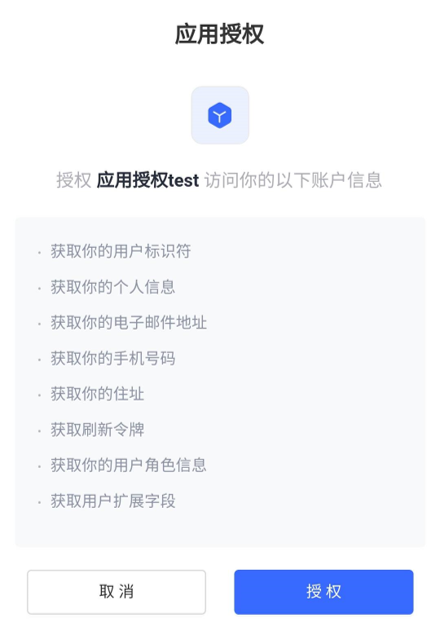 应用授权
授权 应用授权test 访问你的以下账户信息
· 获取你的用户标识符
· 获取你的个人信息
· 获取你的电子邮件地址
· 获取你的手机号码
· 获取你的住址
· 获取刷新令牌
· 获取你的用户角色信息
· 获取用户扩展字段
取 消
授 权